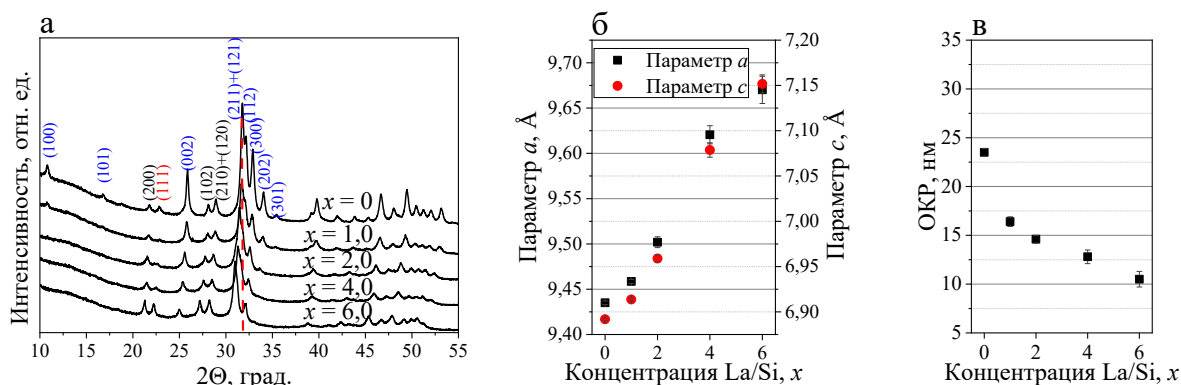 а
Интенсивность, отн. ед.
(100)
(101)
(200)
(111)
(002)
(102)
(210)+(120)
(211)+(121)
(112)
(300)
(202)
(301)
x = 0
x = 1,0
x = 2,0
x = 4,0
x = 6,0
10 15 20 25 30 35 40 45 50 55
2Θ, град.
б
Параметр a, Å
9,70
9,65
9,60
9,55
9,50
9,45
9,40
Параметр a
Параметр c
7,20
7,15
7,10
7,05
7,00
6,95
6,90
Параметр c, Å
0 2 4 6
Концентрация La/Si, x
в
ОКР, нм
35
30
25
20
15
10
5
0 2 4 6
Концентрация La/Si, x